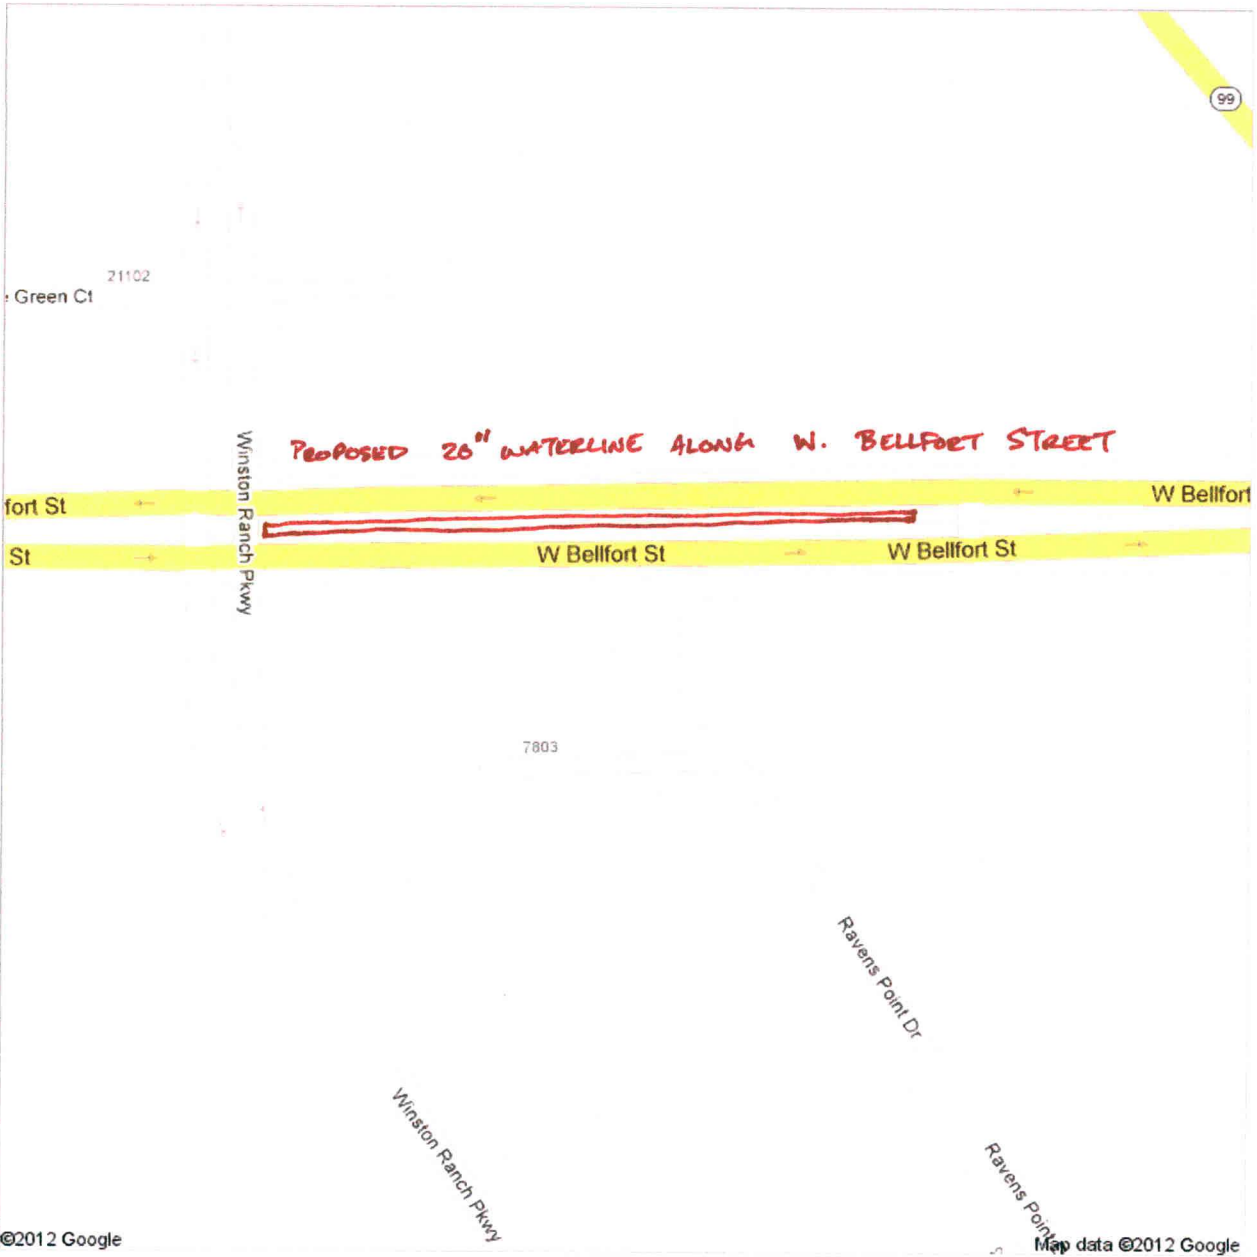 99
21102
Green Ct
PROPOSED 20" WATERLINE ALONG W. BELLFORT STREET
Winston Ranch Pkwy
fort St
W Bellfort
St
W Bellfort St
W Bellfort St
7803
Ravens Point Dr
Winston Ranch Pkwy
Ravens Point
©2012 Google
Map data ©2012 Google